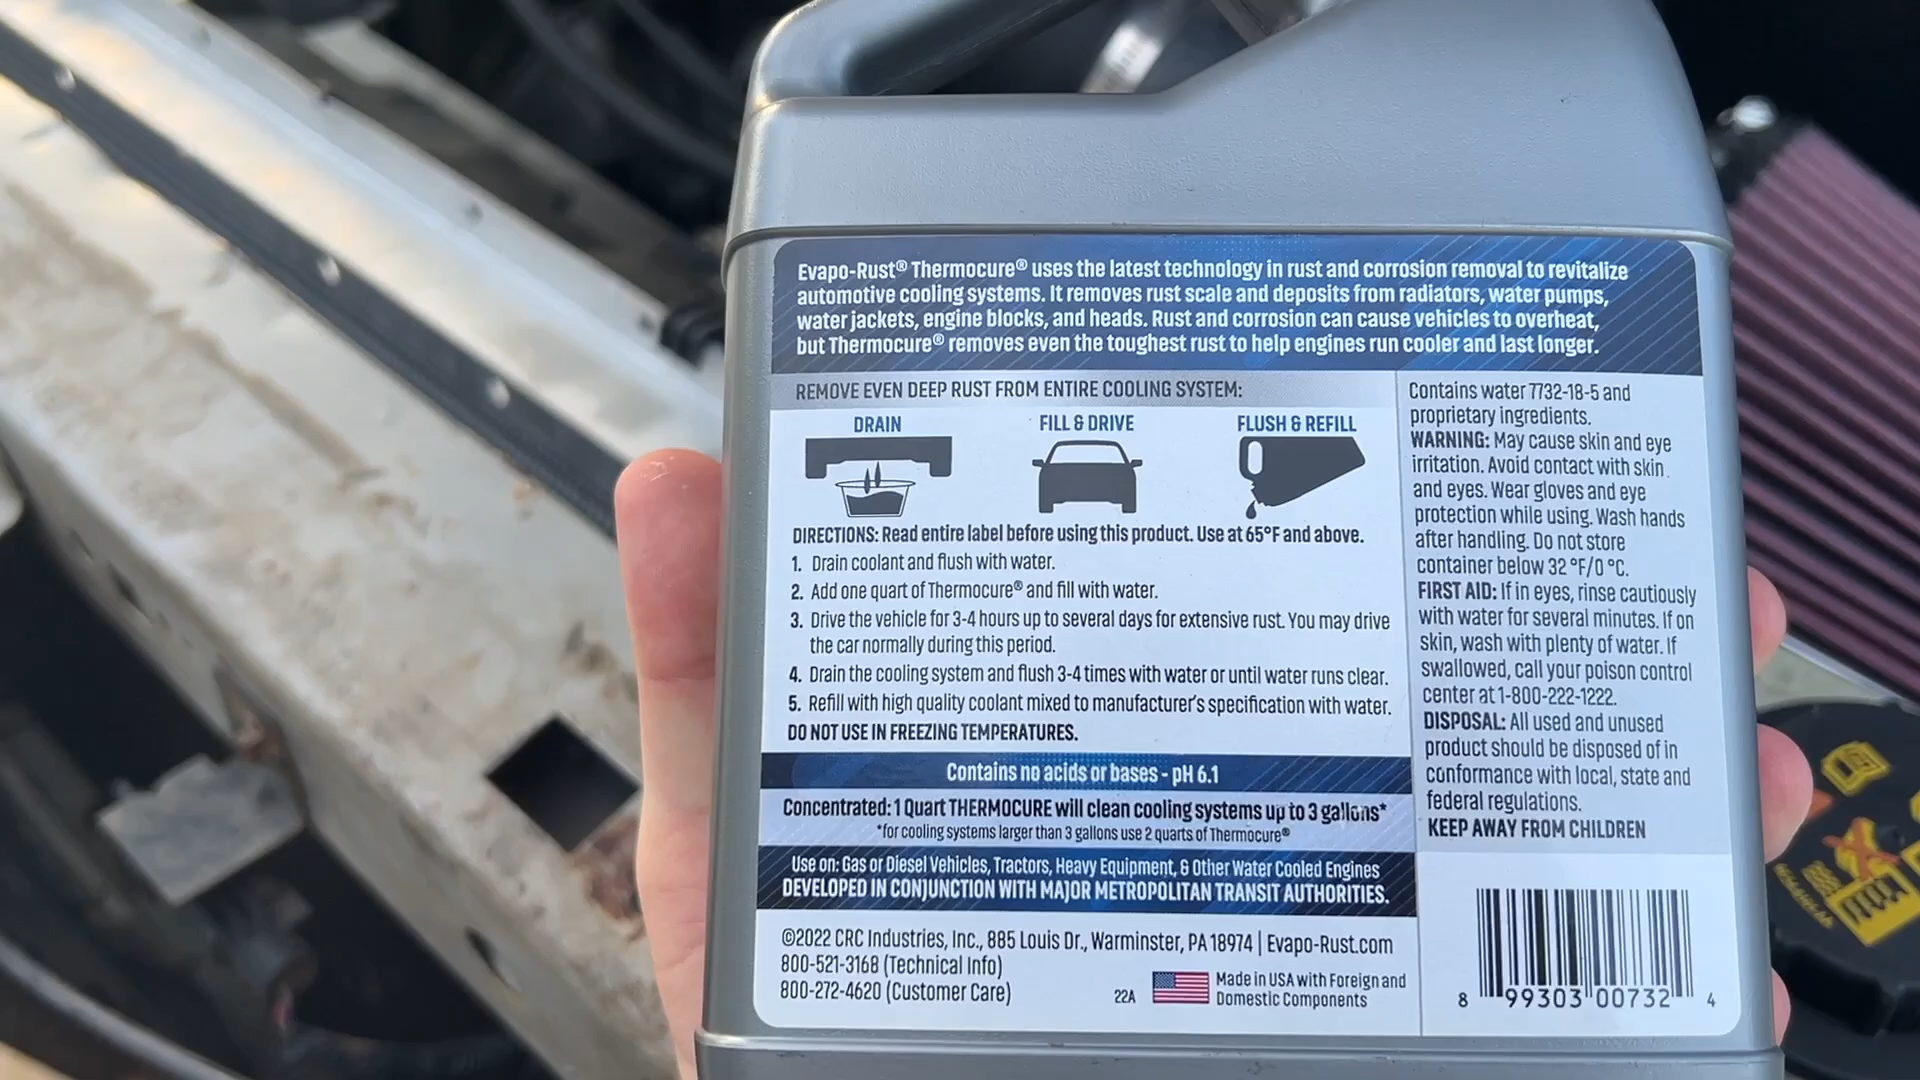 Evapo-Rust® Thermocure® uses the latest technology in rust and corrosion removal to revitalize
automotive cooling systems. It removes rust scale and deposits from radiators, water pumps,
water jackets, engine blocks, and heads. Rust and corrosion can cause vehicles to overheat,
but Thermocure® removes even the toughest rust to help engines run cooler and last longer.
REMOVE EVEN DEEP RUST FROM ENTIRE COOLING SYSTEM:
DRAIN
FILL & DRIVE
FLUSH & REFILL
DIRECTIONS: Read entire label before using this product. Use at 65°F and above.
1. Drain coolant and flush with water.
2. Add one quart of Thermocure® and fill with water.
3. Drive the vehicle for 3-4 hours up to several days for extensive rust. You may drive
the car normally during this period.
4. Drain the cooling system and flush 3-4 times with water or until water runs clear.
5. Refill with high quality coolant mixed to manufacturer's specification with water.
DO NOT USE IN FREEZING TEMPERATURES.
Contains no acids or bases - pH 6.1
Concentrated: 1 Quart THERMOCURE will clean cooling systems up to 3 gallons*
*for cooling systems larger than 3 gallons use 2 quarts of Thermocure®
Use on: Gas or Diesel Vehicles, Tractors, Heavy Equipment, & Other Water Cooled Engines
DEVELOPED IN CONJUNCTION WITH MAJOR METROPOLITAN TRANSIT AUTHORITIES.
©2022 CRC Industries, Inc., 885 Louis Dr., Warminster, PA 18974 | Evapo-Rust.com
800-521-3168 (Technical Info)
800-272-4620 (Customer Care)
22A
Made in USA with Foreign and
Domestic Components
Contains water 7732-18-5 and
proprietary ingredients.
WARNING: May cause skin and eye
irritation. Avoid contact with skin
and eyes. Wear gloves and eye
protection while using. Wash hands
after handling. Do not store
container below 32 °F/0 °C.
FIRST AID: If in eyes, rinse cautiously
with water for several minutes. If on
skin, wash with plenty of water. If
swallowed, call your poison control
center at 1-800-222-1222.
DISPOSAL: All used and unused
product should be disposed of in
conformance with local, state and
federal regulations.
KEEP AWAY FROM CHILDREN
8 99303 00732 4